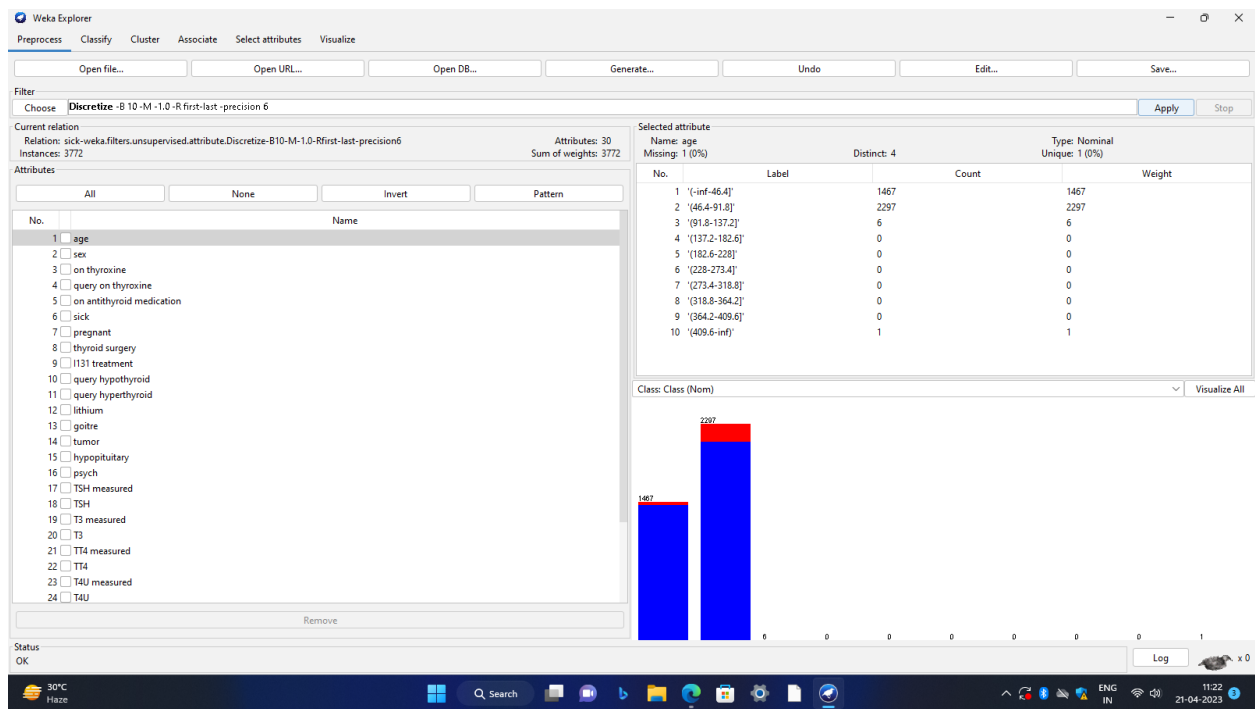 Weka Explorer
Preprocess Classify Cluster Associate Select attributes Visualize
Open file... Open URL... Open DB... Generate... Undo Edit... Save...
Filter
Choose Discretize -B 10 -M -1.0 -R first-last -precision 6 Apply Stop
Current relation
Relation: sick-weka.filters.unsupervised.attribute.Discretize-B10-M-1.0-Rfirst-last-precision6 Attributes: 30
Instances: 3772 Sum of weights: 3772
Attributes
All None Invert Pattern
No. Name
1 age
2 sex
3 on thyroxine
4 query on thyroxine
5 on antithyroid medication
6 sick
7 pregnant
8 thyroid surgery
9 I131 treatment
10 query hypothyroid
11 query hyperthyroid
12 lithium
13 goitre
14 tumor
15 hypopituitary
16 psych
17 TSH measured
18 TSH
19 T3 measured
20 T3
21 TT4 measured
22 TT4
23 T4U measured
24 T4U
Remove
Selected attribute
Name: age Type: Nominal
Missing: 1 (0%) Distinct: 4 Unique: 1 (0%)
No. Label Count Weight
1 '(-inf-46.4]' 1467 1467
2 '(46.4-91.8]' 2297 2297
3 '(91.8-137.2]' 6 6
4 '(137.2-182.6]' 0 0
5 '(182.6-228]' 0 0
6 '(228-273.4]' 0 0
7 '(273.4-318.8]' 0 0
8 '(318.8-364.2]' 0 0
9 '(364.2-409.6]' 0 0
10 '(409.6-inf)' 1 1
Class: Class (Nom) Visualize All
2297
1467
6 0 0 0 0 0 0 1
Status
OK Log x 0
30°C
Haze
Search
ENG
IN
11:22
21-04-2023
3